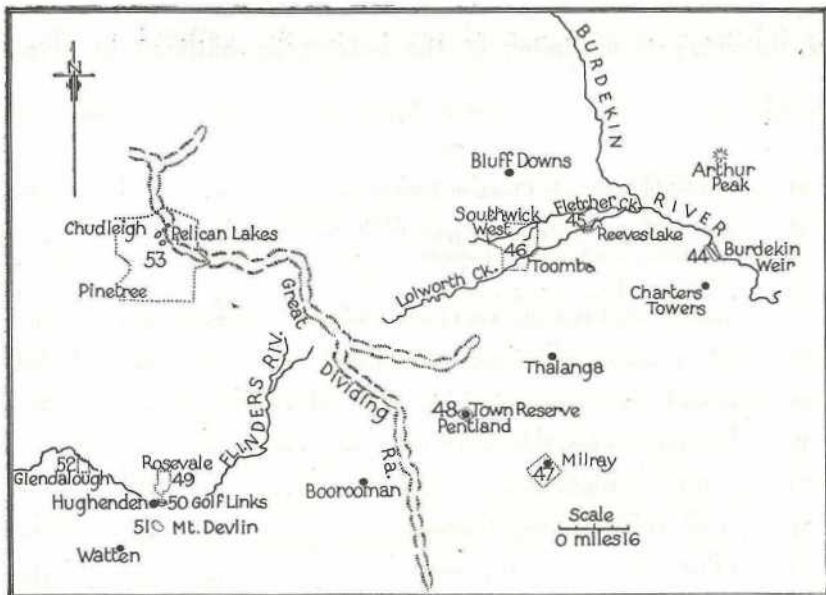 N
BURDEKIN
RIVER
Bluff Downs
Arthur
Peak
Fletcher Ck.
Southwick
West
45
Reeves Lake
46
Toomba
44
Burdekin
Weir
Lolworth Ck.
Charters
Towers
Chudleigh
Pelican Lakes
53
Pinetree
Great
Dividing
Ra.
Thalanga
FLINDERS RIV.
48 Town Reserve
Pentland
Milray
47
52
Glendalough
Rosevale
49
Hughenden
50 Golf Links
51 Mt. Devlin
Boorooman
Watten
Scale
0 miles 16